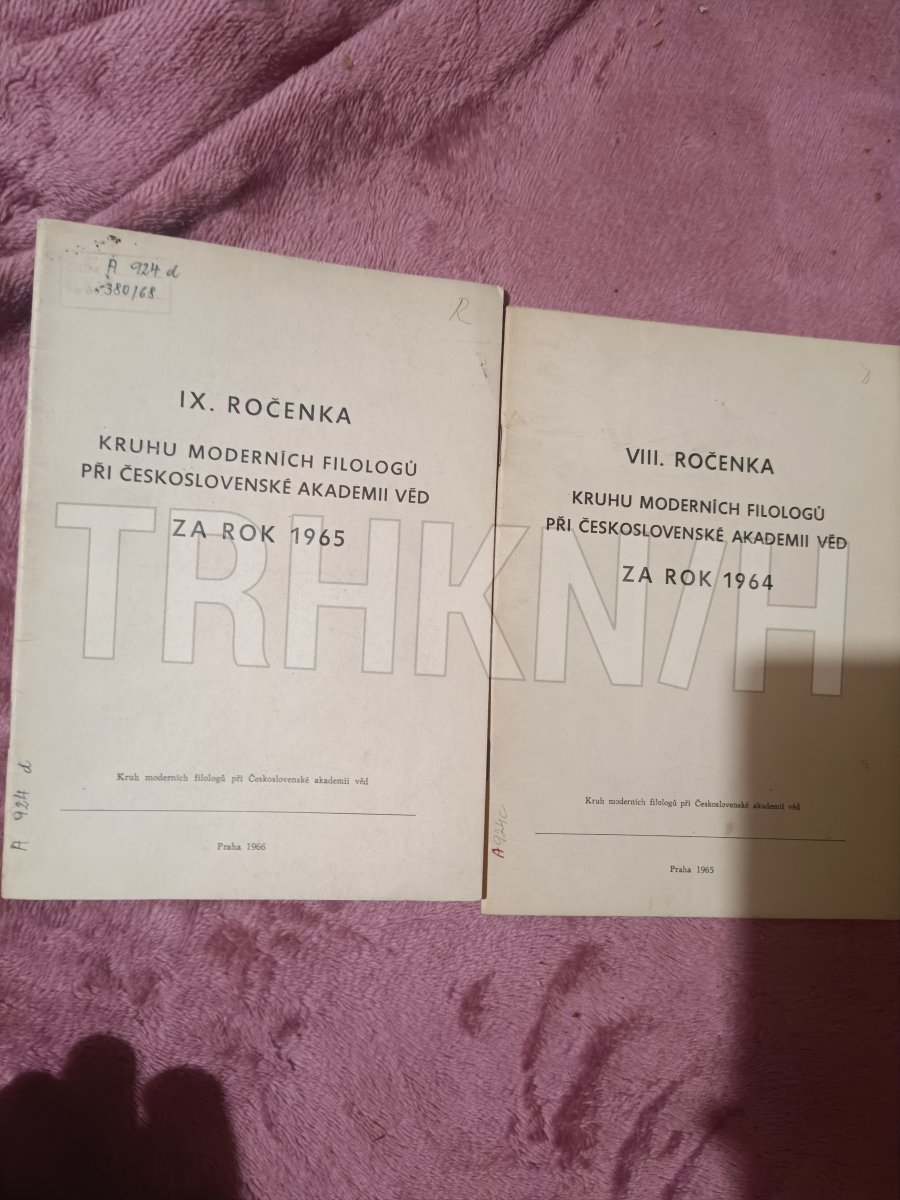 A 924 d
380/68
R
IX. ROČENKA
KRUHU MODERNÍCH FILOLOGŮ
PŘI ČESKOSLOVENSKÉ AKADEMII VĚD
ZA ROK 1965
Kruh moderních filologů při Československé akademii věd
Praha 1966
A 924 d
VIII. ROČENKA
KRUHU MODERNÍCH FILOLOGŮ
PŘI ČESKOSLOVENSKÉ AKADEMII VĚD
ZA ROK 1964
Kruh moderních filologů při Československé akademii věd
Praha 1965
A 924c
TRHKNIH